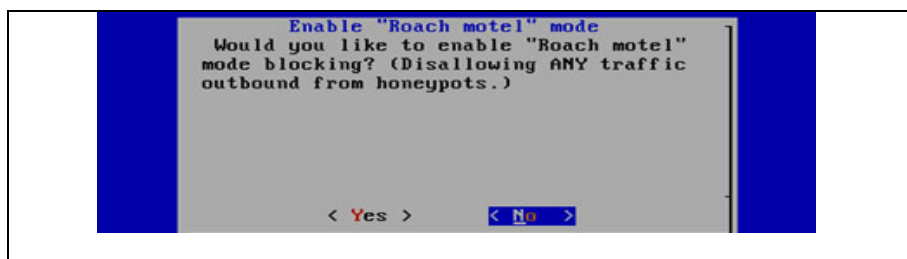 Enable "Roach motel" mode
Would you like to enable "Roach motel"
mode blocking? (Disallowing ANY traffic
outbound from honeypots.)
< Yes > < No >